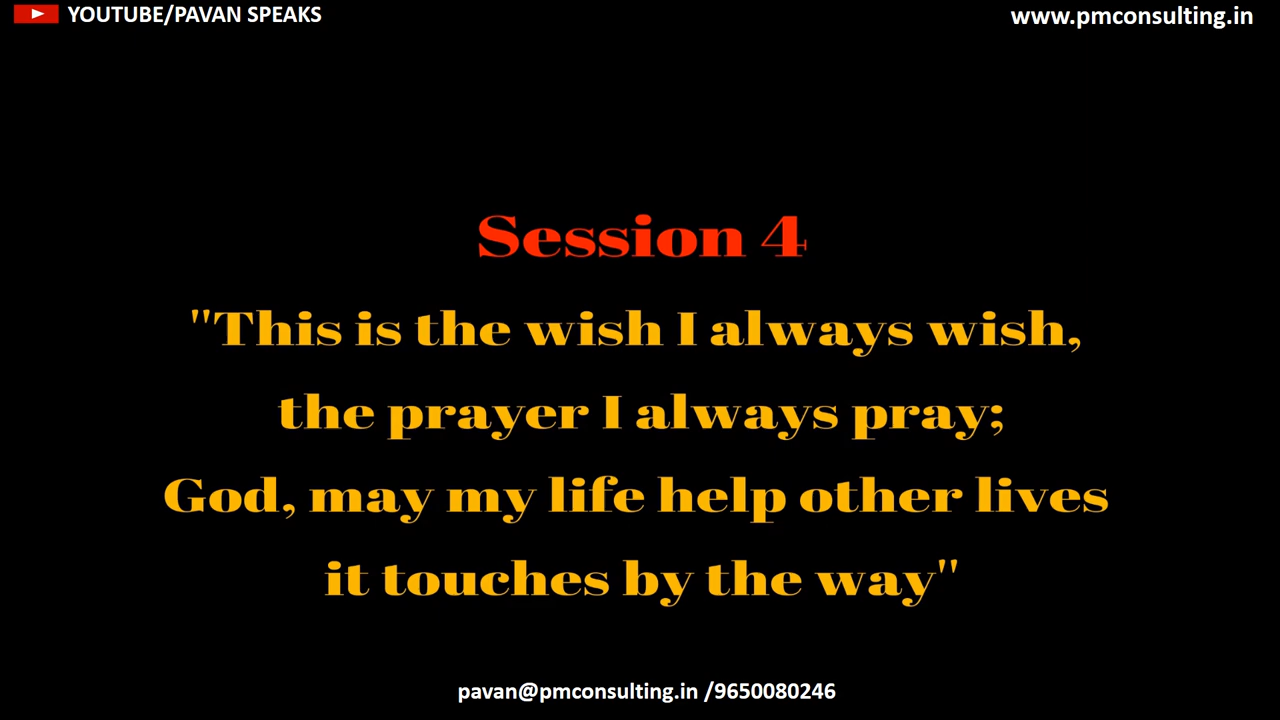 YOUTUBE/PAVAN SPEAKS
www.pmconsulting.in
Session 4
"This is the wish I always wish,
the prayer I always pray;
God, may my life help other lives
it touches by the way"
pavan@pmconsulting.in /9650080246